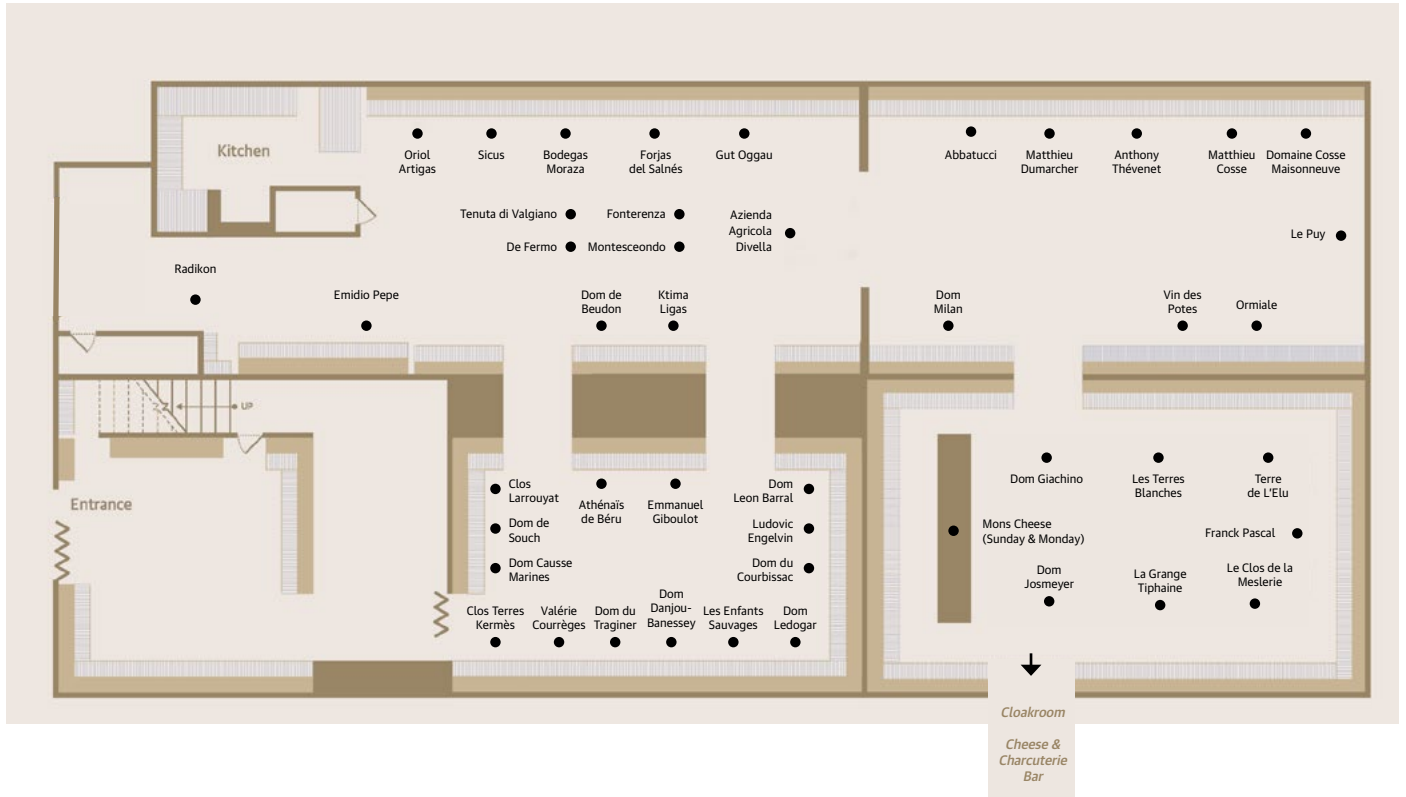 Kitchen
Oriol
Artigas
Sicus
Bodegas
Moraza
Forjas
del Salnés
Gut Oggau
Abbatucci
Matthieu
Dumarcher
Anthony
Thévenet
Matthieu
Cosse
Domaine Cosse
Maisonneuve
Tenuta di Valgiano
Fonterenza
Azienda
Agricola
Divella
De Fermo
Montesceondo
Le Puy
Radikon
Emidio Pepe
Dom de
Beudon
Ktima
Ligas
Dom
Milan
Vin des
Potes
Ormiale
UP
Entrance
Clos
Larrouyat
Athénaïs
de Béru
Emmanuel
Giboulot
Dom
Leon Barral
Dom de
Souch
Ludovic
Engelvin
Dom Causse
Marines
Dom du
Courbissac
Clos Terres
Kermès
Valérie
Courrèges
Dom du
Traginer
Dom
Danjou-
Banessey
Les Enfants
Sauvages
Dom
Ledogar
Dom Giachino
Les Terres
Blanches
Terre
de L'Elu
Mons Cheese
(Sunday & Monday)
Franck Pascal
Dom
Josmeyer
La Grange
Tiphaine
Le Clos de la
Meslerie
Cloakroom
Cheese &
Charcuterie
Bar